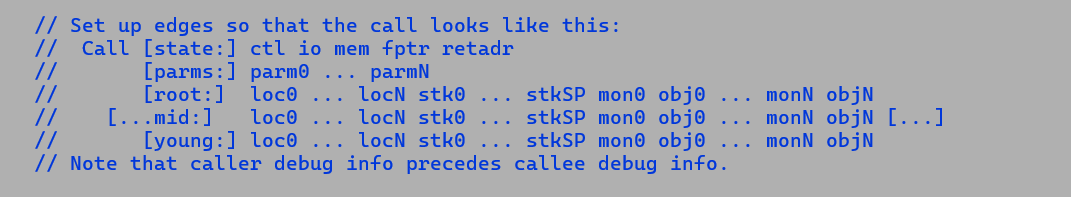 // Set up edges so that the call looks like this:
//  Call [state:] ctl io mem fptr retadr
//       [parms:] parm0 ... parmN
//       [root:]  loc0 ... locN stk0 ... stkSP mon0 obj0 ... monN objN
//    [...mid:]   loc0 ... locN stk0 ... stkSP mon0 obj0 ... monN objN [...]
//       [young:] loc0 ... locN stk0 ... stkSP mon0 obj0 ... monN objN
// Note that caller debug info precedes callee debug info.